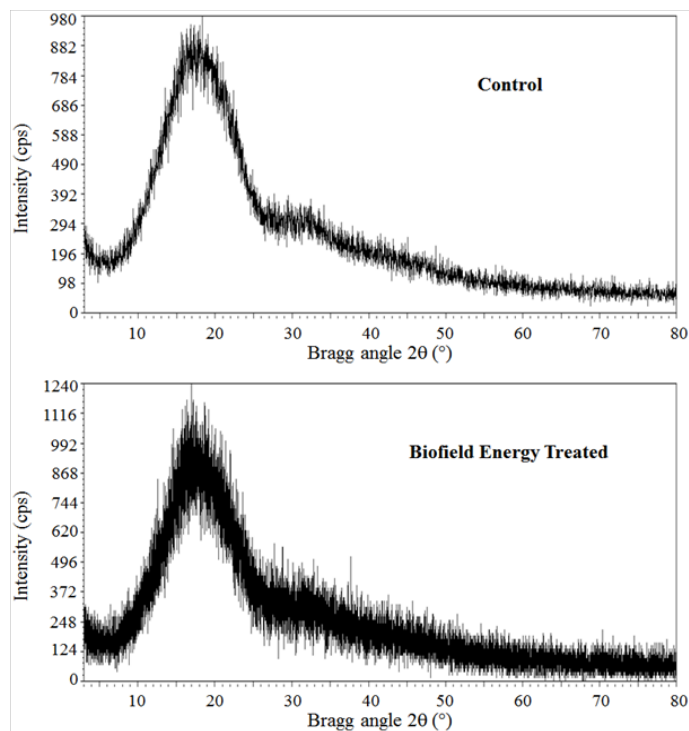 980
882
784
686
588
490
392
294
196
98
0
Intensity (cps)
Control
10 20 30 40 50 60 70 80
Bragg angle 2θ (°)
1240
1116
992
868
744
620
496
372
248
124
0
Intensity (cps)
Biofield Energy Treated
10 20 30 40 50 60 70 80
Bragg angle 2θ (°)